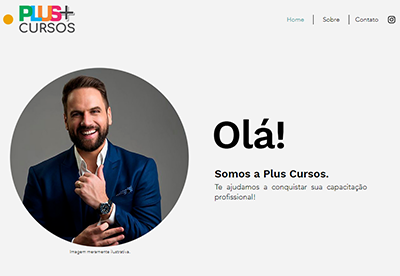 PLUS+
CURSOS
Home | Sobre | Contato
Olá!
Somos a Plus Cursos.
Te ajudamos a conquistar sua capacitação
profissional!
Imagem meramente ilustrativa.